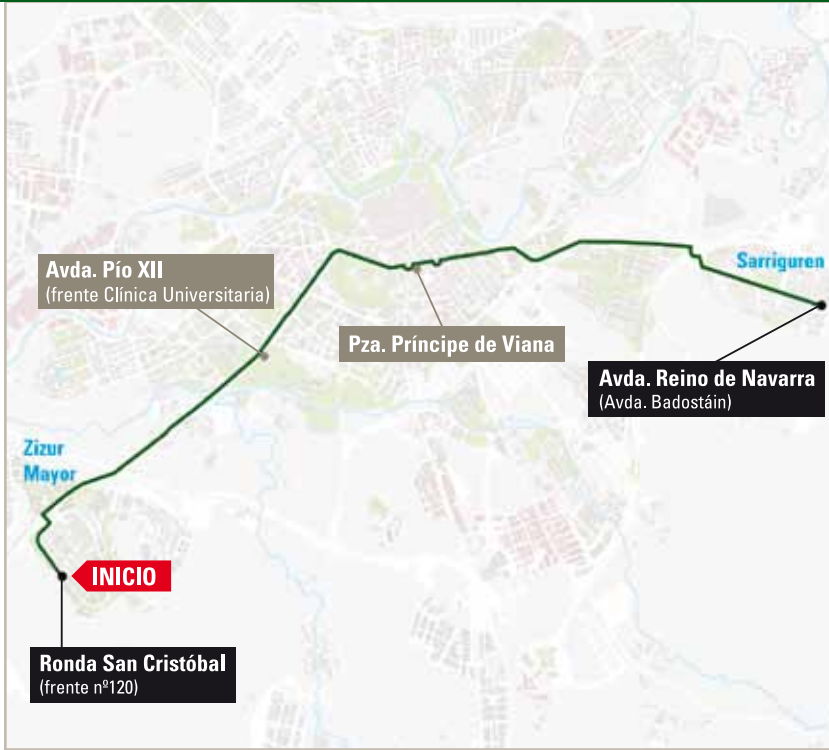 Avda. Pío XII
(frente Clínica Universitaria)
Sarriguren
Pza. Príncipe de Viana
Avda. Reino de Navarra
(Avda. Badostáin)
Zizur
Mayor
INICIO
Ronda San Cristóbal
(frente nº120)